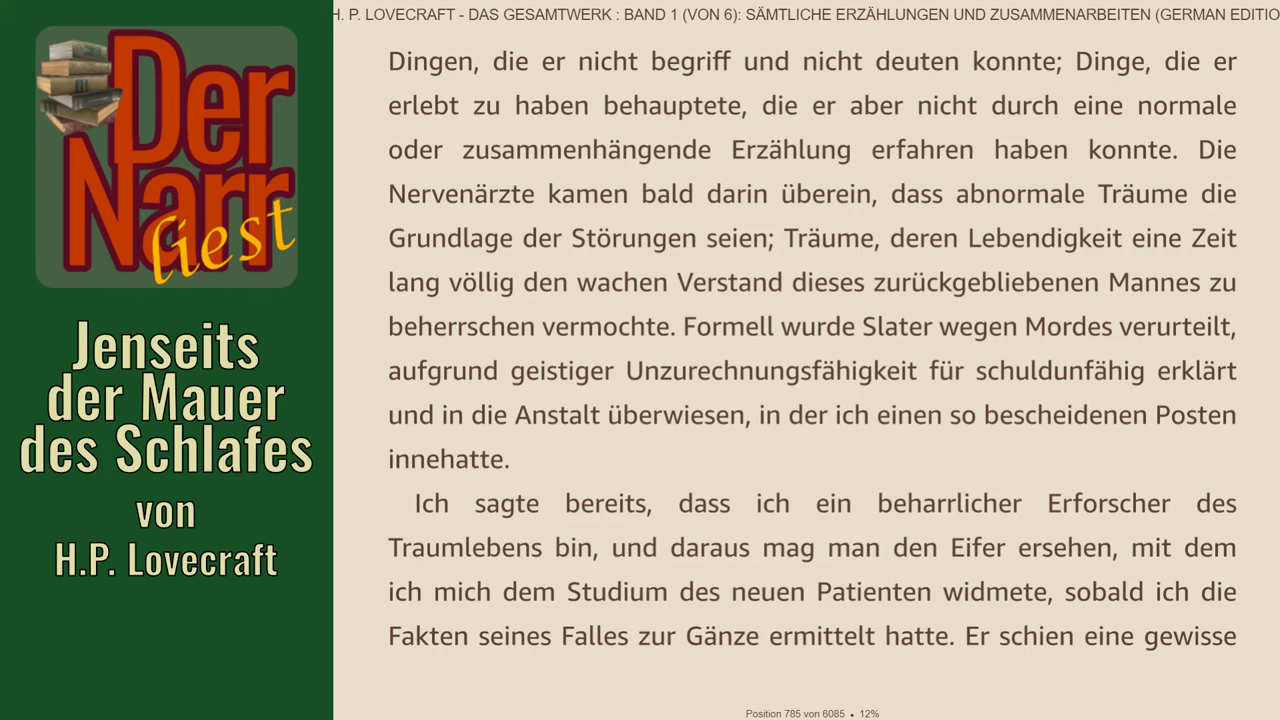 Der
Narr
liest
Jenseits
der Mauer
des Schlafes
von
H.P. Lovecraft
H. P. LOVECRAFT - DAS GESAMTWERK : BAND 1 (VON 6): SÄMTLICHE ERZÄHLUNGEN UND ZUSAMMENARBEITEN (GERMAN EDITIO
Dingen, die er nicht begriff und nicht deuten konnte; Dinge, die er
erlebt zu haben behauptete, die er aber nicht durch eine normale
oder zusammenhängende Erzählung erfahren haben konnte. Die
Nervenärzte kamen bald darin überein, dass abnormale Träume die
Grundlage der Störungen seien; Träume, deren Lebendigkeit eine Zeit
lang völlig den wachen Verstand dieses zurückgebliebenen Mannes zu
beherrschen vermochte. Formell wurde Slater wegen Mordes verurteilt,
aufgrund geistiger Unzurechnungsfähigkeit für schuldunfähig erklärt
und in die Anstalt überwiesen, in der ich einen so bescheidenen Posten
innehatte.
Ich sagte bereits, dass ich ein beharrlicher Erforscher des
Traumlebens bin, und daraus mag man den Eifer ersehen, mit dem
ich mich dem Studium des neuen Patienten widmete, sobald ich die
Fakten seines Falles zur Gänze ermittelt hatte. Er schien eine gewisse
Position 785 von 6085 • 12%